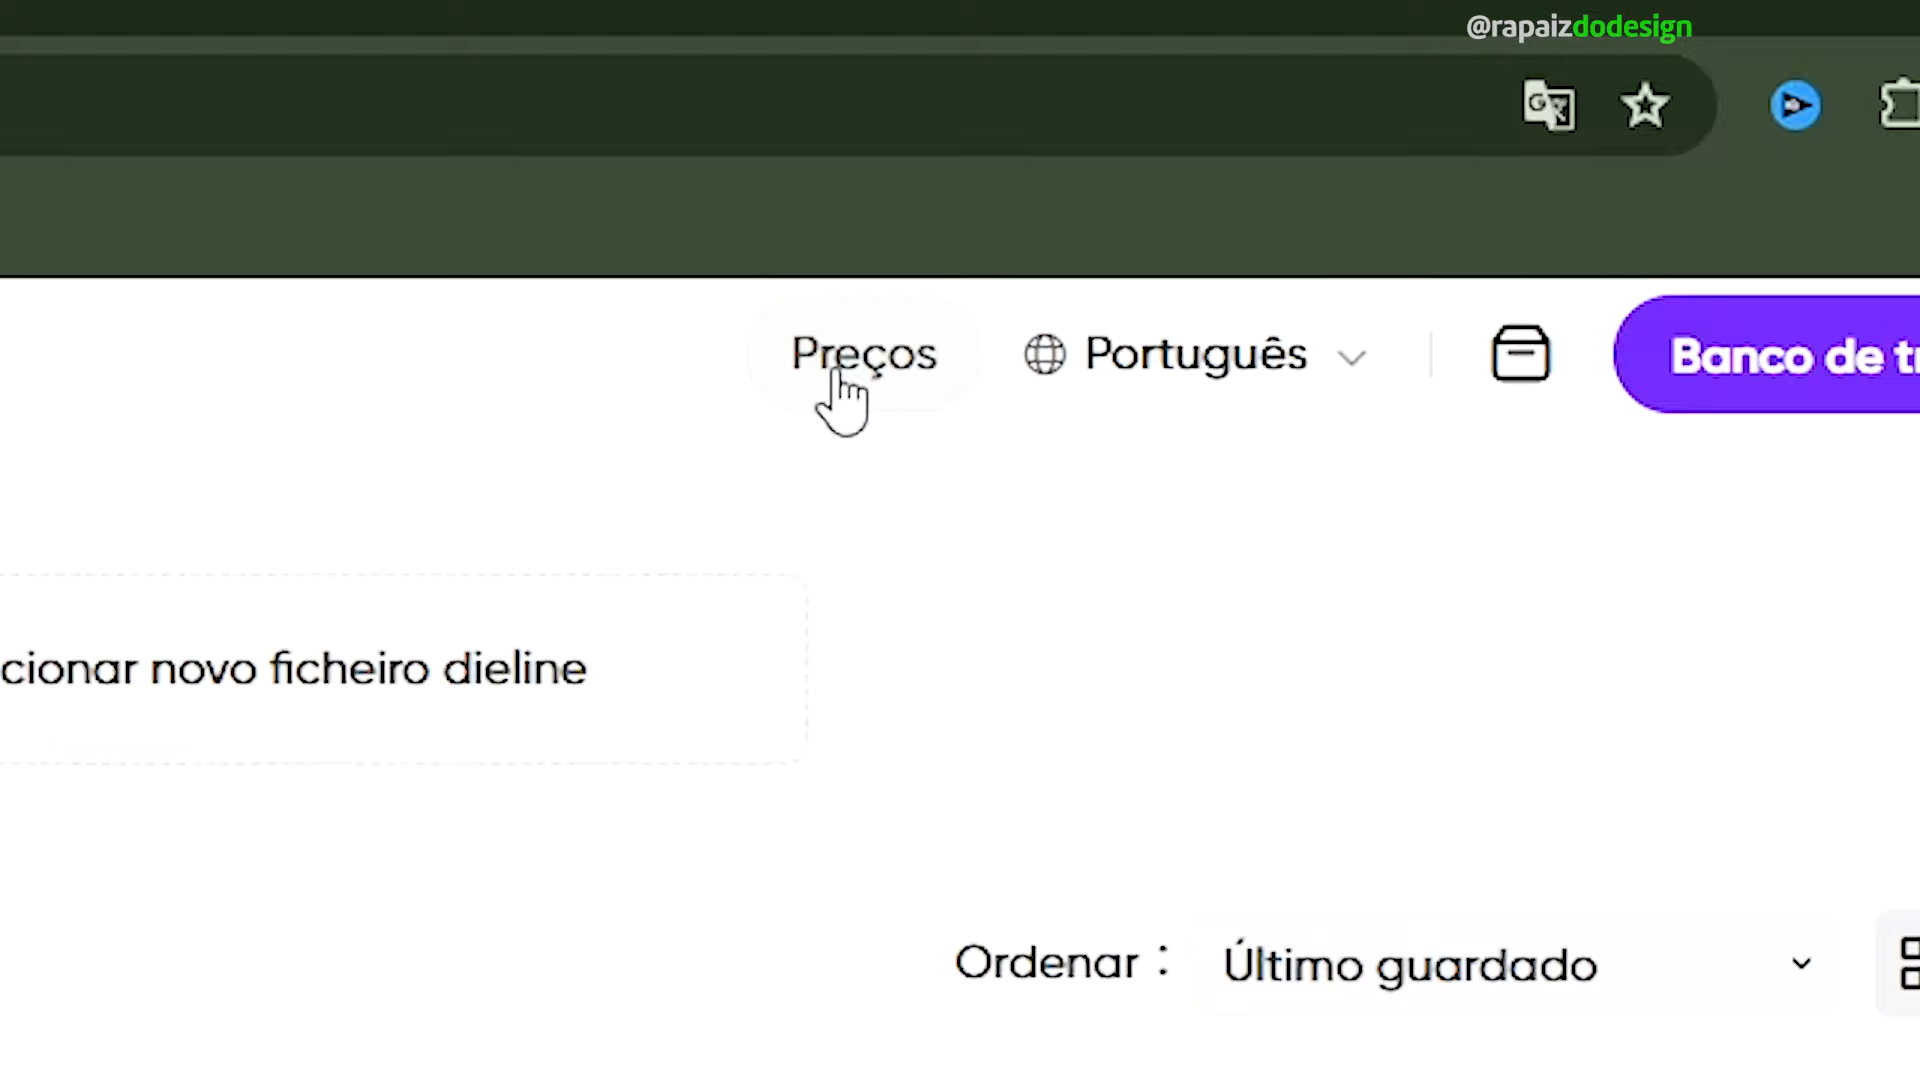 @rapaizdodesign
Preços
Português
Banco de
cionar novo ficheiro dieline
Ordenar :
Último guardado